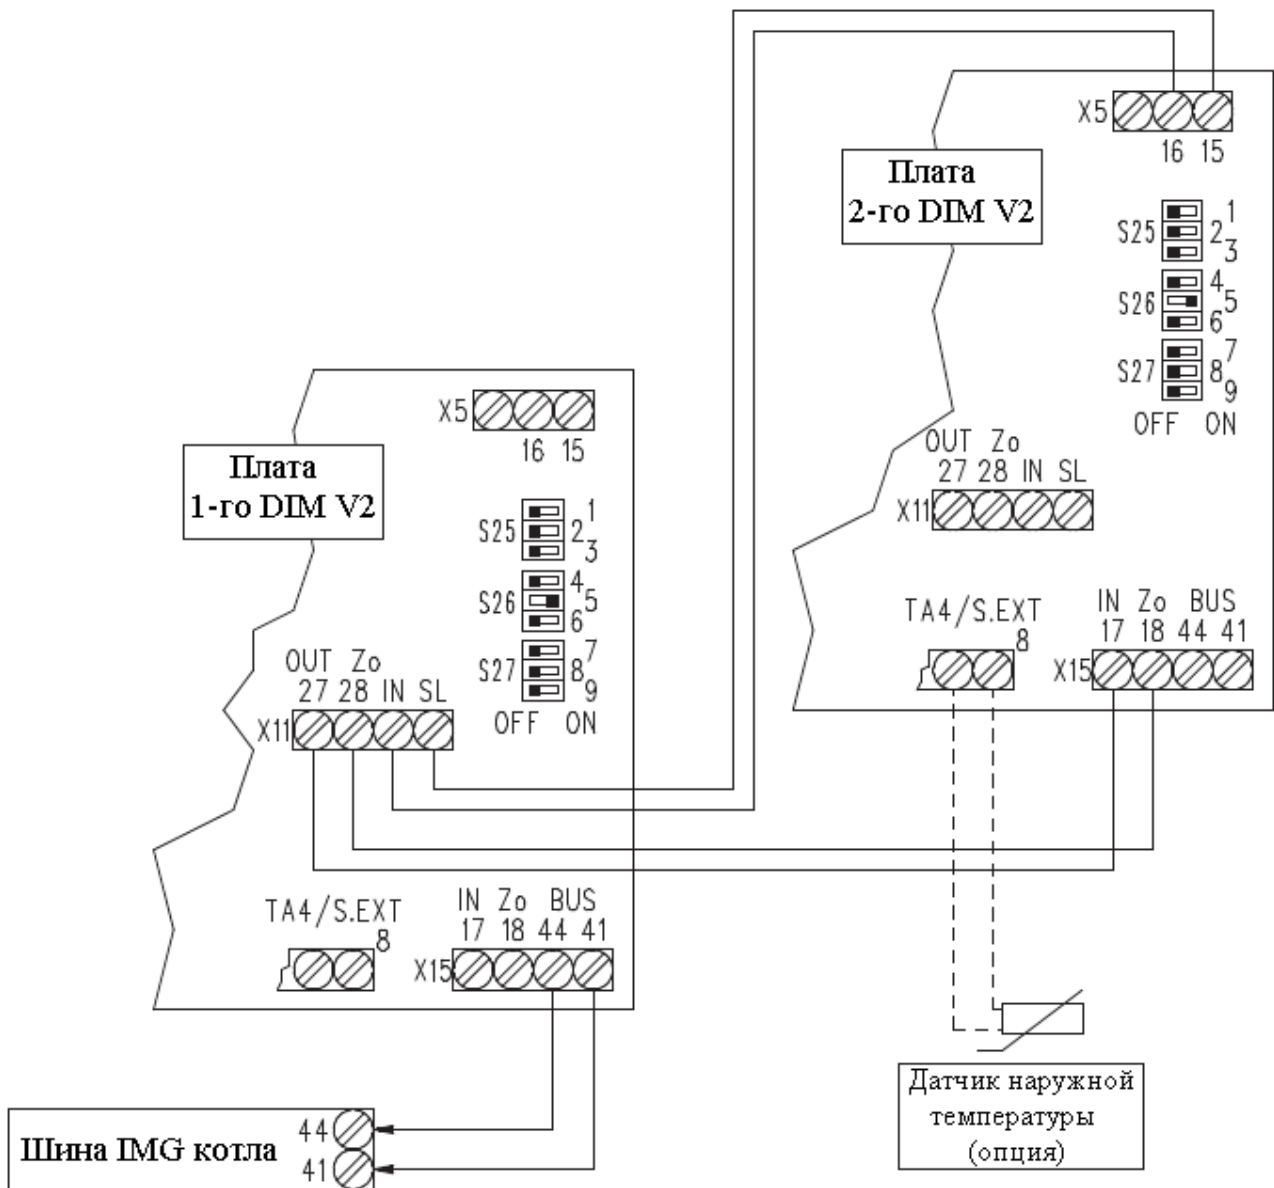 X5
16 15
Плата
2-го DIM V2
S25
1
2
3
S26
4
5
6
S27
7
8
9
OFF ON
OUT Zo
27 28 IN SL
X11
TA4/S.EXT
8
IN Zo BUS
17 18 44 41
X15
X5
16 15
Плата
1-го DIM V2
S25
1
2
3
S26
4
5
6
S27
7
8
9
OFF ON
OUT Zo
27 28 IN SL
X11
TA4/S.EXT
8
IN Zo BUS
17 18 44 41
X15
Датчик наружной
температуры
(опция)
Шина IMG котла
44
41